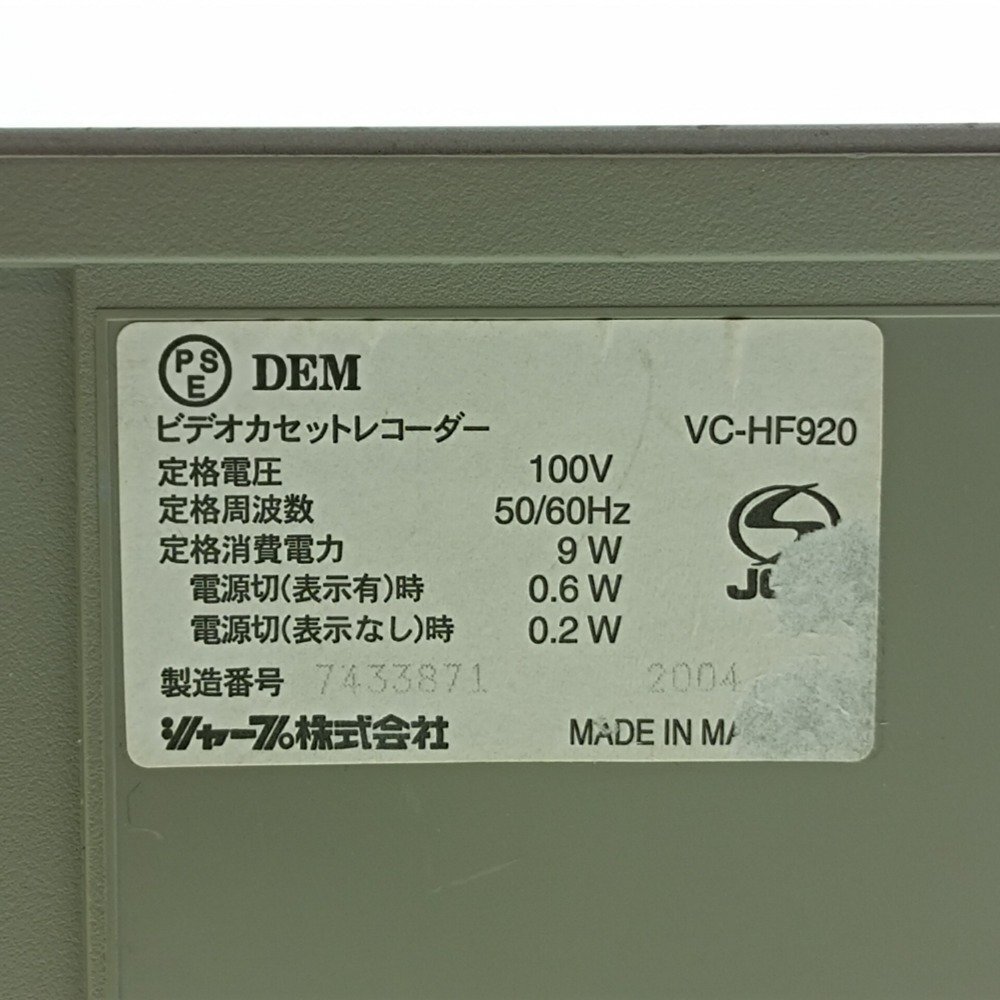 PSE DEM
ビデオカセットレコーダー VC-HF920
定格電圧 100V
定格周波数 50/60Hz
定格消費電力 9 W
電源切(表示有)時 0.6 W
電源切(表示なし)時 0.2 W
製造番号 7433871 2004
シャープ株式会社 MADE IN